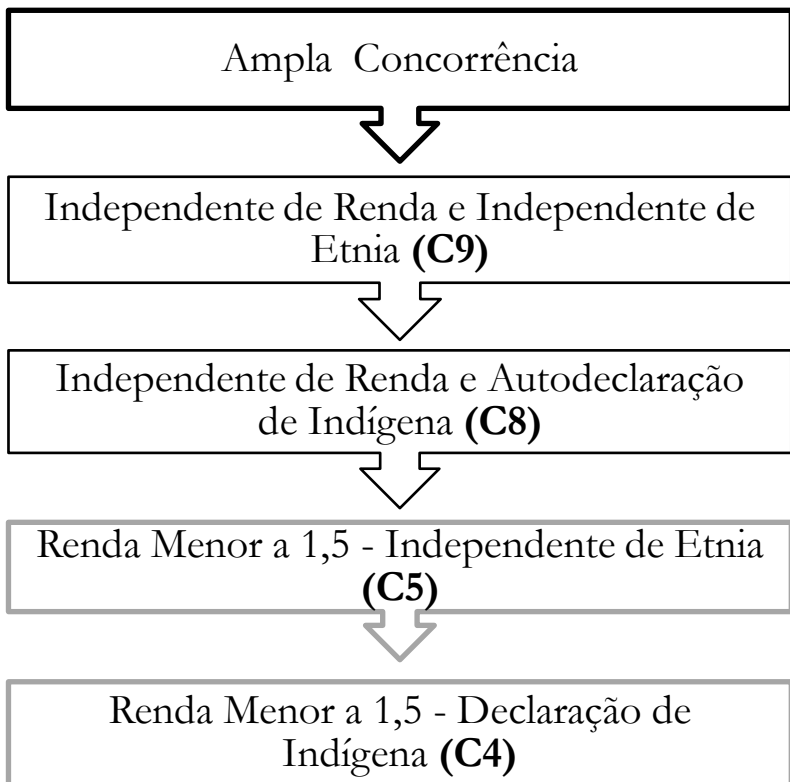 Ampla Concorrência
Independente de Renda e Independente de
Etnia (C9)
Independente de Renda e Autodeclaração
de Indígena (C8)
Renda Menor a 1,5 - Independente de Etnia
(C5)
Renda Menor a 1,5 - Declaração de
Indígena (C4)